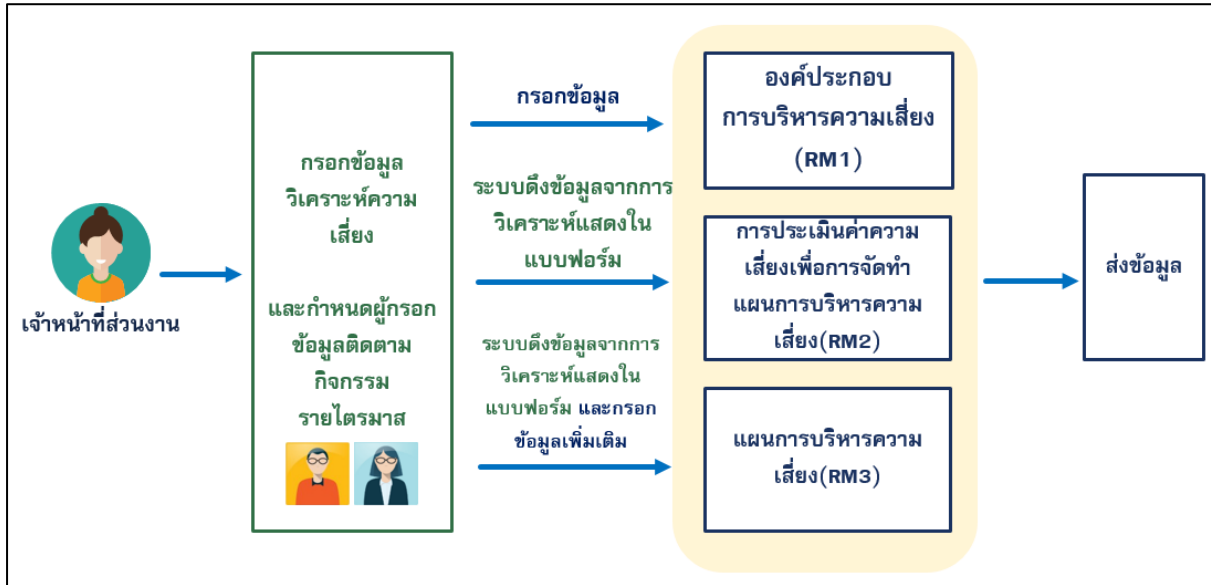 เจ้าหน้าที่ส่วนงาน
กรอกข้อมูล
วิเคราะห์ความ
เสี่ยง
และกำหนดผู้กรอก
ข้อมูลติดตาม
กิจกรรม
รายไตรมาส
กรอกข้อมูล
ระบบดึงข้อมูลจากการ
วิเคราะห์แสดงใน
แบบฟอร์ม
ระบบดึงข้อมูลจากการ
วิเคราะห์แสดงใน
แบบฟอร์ม และกรอก
ข้อมูลเพิ่มเติม
องค์ประกอบ
การบริหารความเสี่ยง
(RM1)
การประเมินค่าความ
เสี่ยงเพื่อการจัดทำ
แผนการบริหารความ
เสี่ยง(RM2)
แผนการบริหารความ
เสี่ยง(RM3)
ส่งข้อมูล